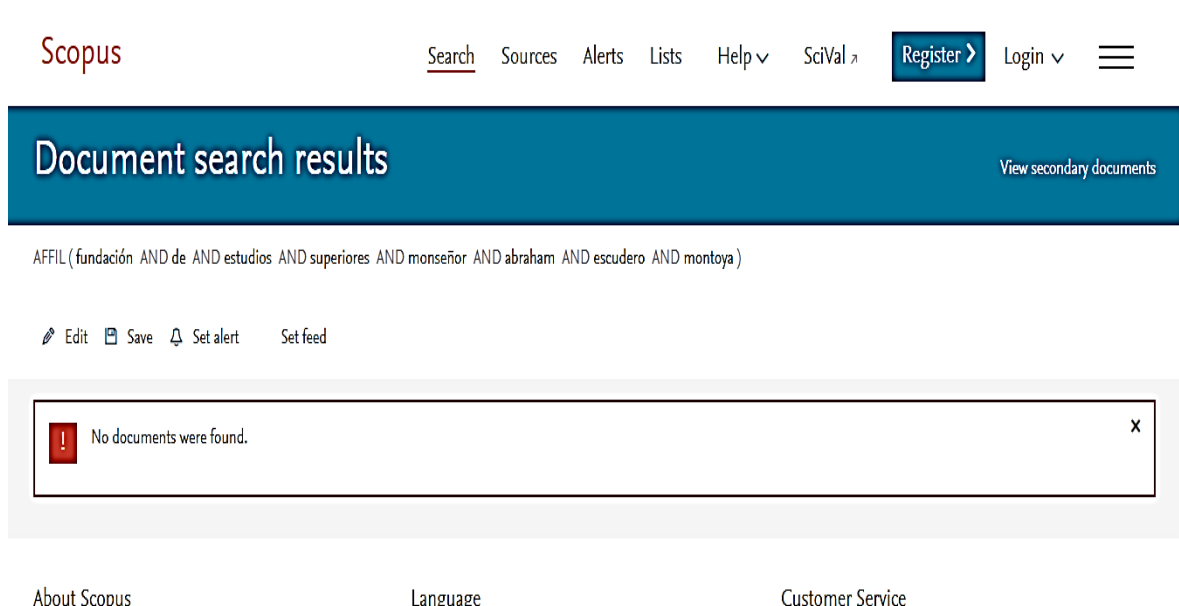 Scopus
Search Sources Alerts Lists Help SciVal Register Login
Document search results
View secondary documents
AFFIL ( fundación AND de AND estudios AND superiores AND monseñor AND abraham AND escudero AND montoya )
Edit Save Set alert Set feed
! No documents were found. x
About Scopus Language Customer Service